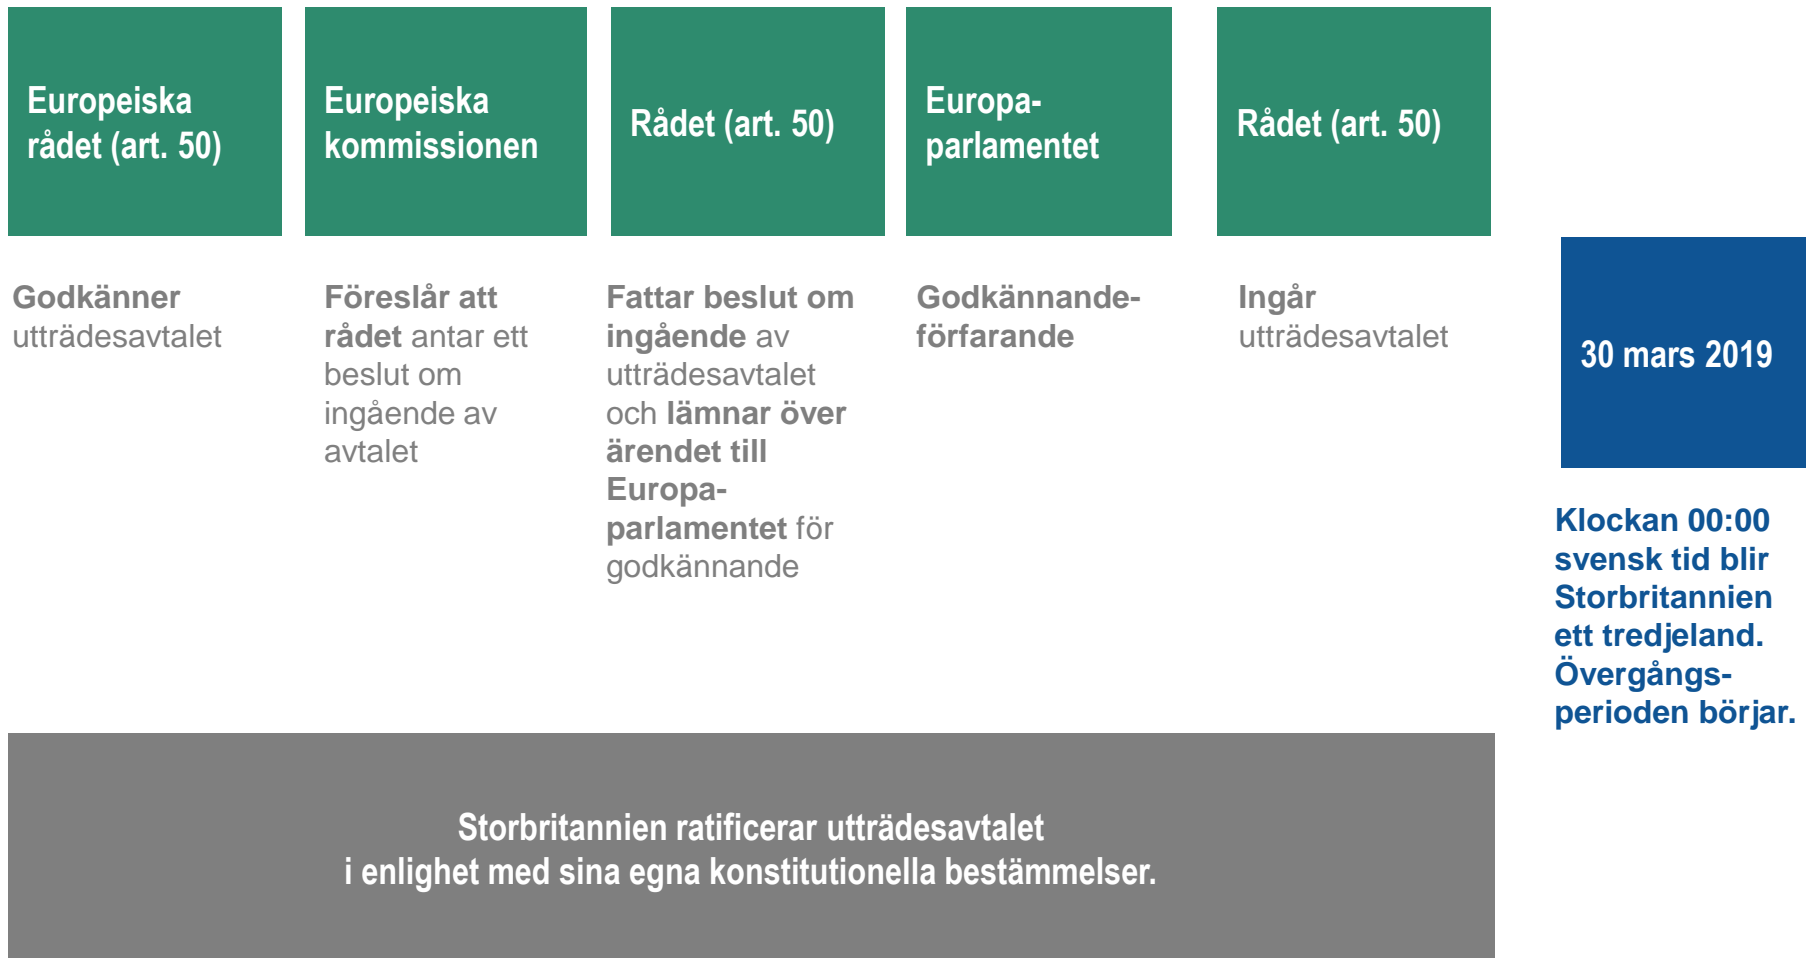 Europeiska
rådet (art. 50)
Europeiska
kommissionen
Rådet (art. 50)
Europa-
parlamentet
Rådet (art. 50)
Godkänner
utträdesavtalet
Föreslår att
rådet antar ett
beslut om
ingående av
avtalet
Fattar beslut om
ingående av
utträdesavtalet
och lämnar över
ärendet till
Europa-
parlamentet för
godkännande
Godkännande-
förfarande
Ingår
utträdesavtalet
30 mars 2019
Klockan 00:00
svensk tid blir
Storbritannien
ett tredjeland.
Övergångs-
perioden börjar.
Storbritannien ratificerar utträdesavtalet
i enlighet med sina egna konstitutionella bestämmelser.